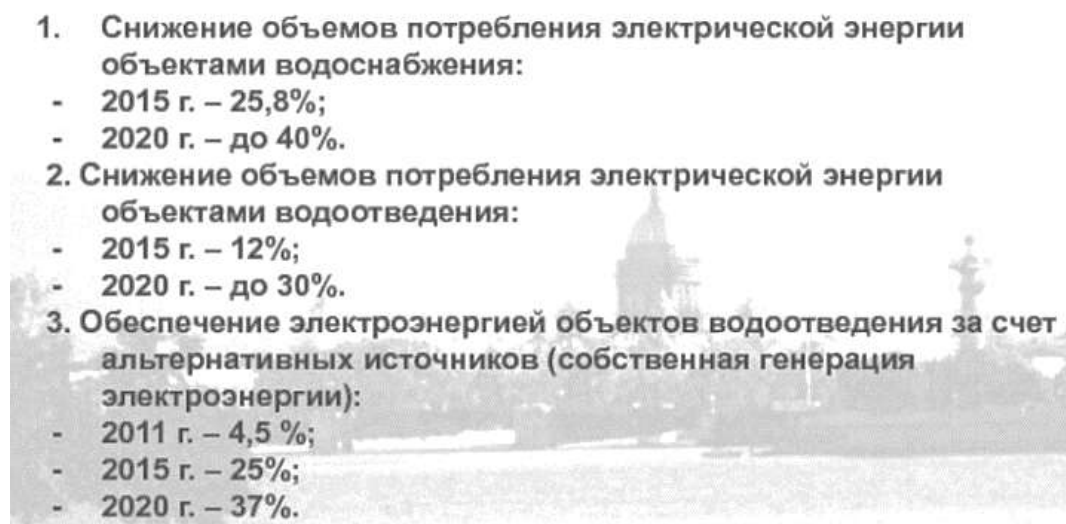 1. Снижение объемов потребления электрической энергии
объектами водоснабжения:
- 2015 г. – 25,8%;
- 2020 г. – до 40%.
2. Снижение объемов потребления электрической энергии
объектами водоотведения:
- 2015 г. – 12%;
- 2020 г. – до 30%.
3. Обеспечение электроэнергией объектов водоотведения за счет
альтернативных источников (собственная генерация
электроэнергии):
- 2011 г. – 4,5 %;
- 2015 г. – 25%;
- 2020 г. – 37%.